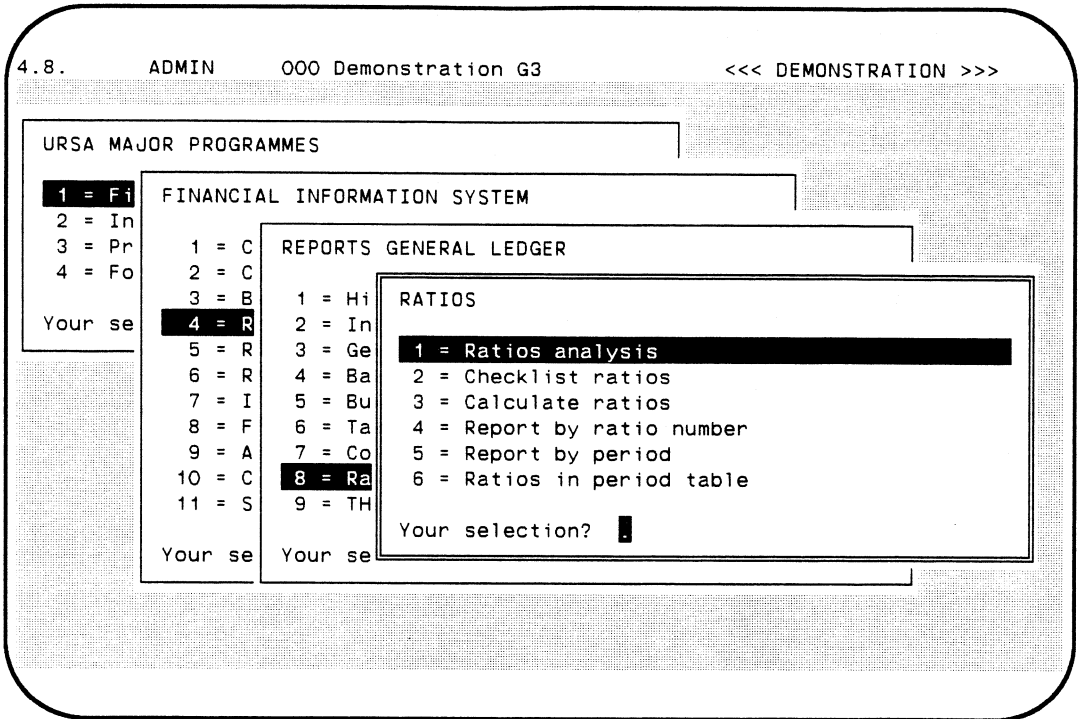 4.8. ADMIN 000 Demonstration G3 <<< DEMONSTRATION >>>
URSA MAJOR PROGRAMMES
1 = Fi
2 = In
3 = Pr
4 = Fo
Your se
FINANCIAL INFORMATION SYSTEM
1 = C
2 = C
3 = B
4 = R
5 = R
6 = R
7 = I
8 = F
9 = A
10 = C
11 = S
Your se
REPORTS GENERAL LEDGER
1 = Hi
2 = In
3 = Ge
4 = Ba
5 = Bu
6 = Ta
7 = Co
8 = Ra
9 = TH
Your se
RATIOS
1 = Ratios analysis
2 = Checklist ratios
3 = Calculate ratios
4 = Report by ratio number
5 = Report by period
6 = Ratios in period table
Your selection? .